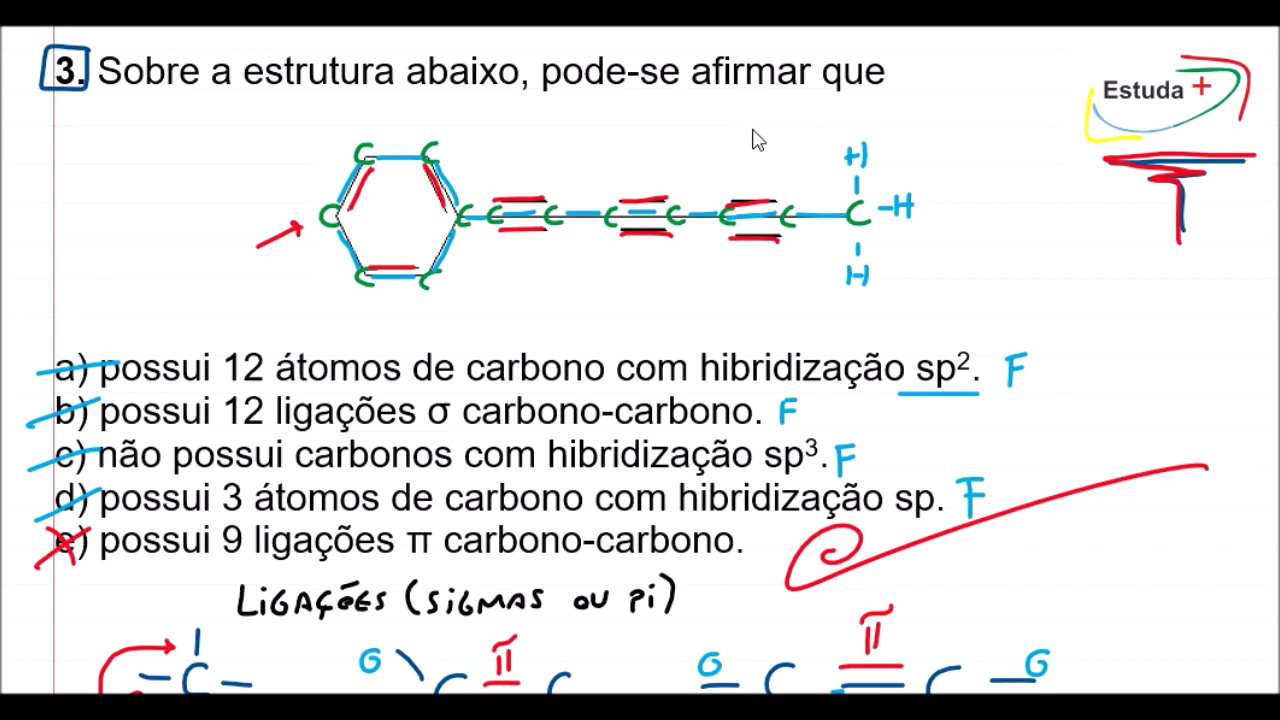 3. Sobre a estrutura abaixo, pode-se afirmar que
Estuda +
C C H
C C C C C C C C C -H
C C H
a) possui 12 átomos de carbono com hibridização sp². F
b) possui 12 ligações σ carbono-carbono. F
c) não possui carbonos com hibridização sp³. F
d) possui 3 átomos de carbono com hibridização sp. F
e) possui 9 ligações π carbono-carbono.
LIGAÇÕES (SIGMAS OU PI)
π
σ π σ
C C C C C